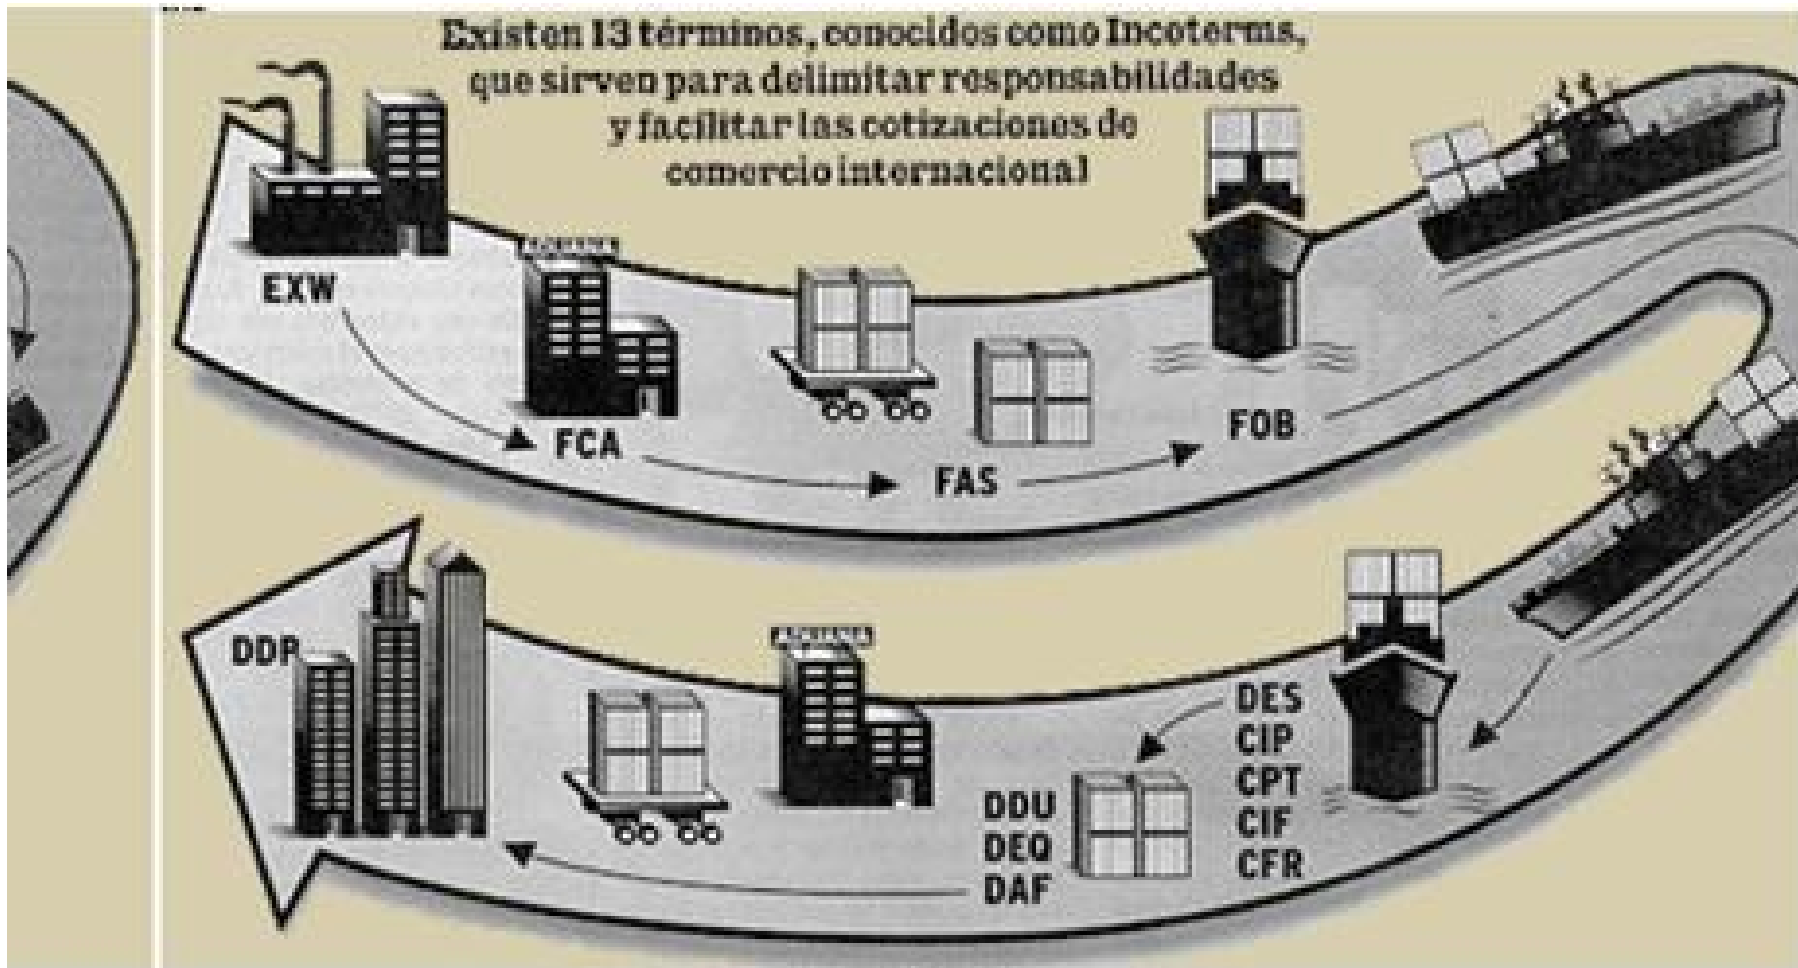 Existen 13 términos, conocidos como Incoterms,
que sirven para delimitar responsabilidades
y facilitar las cotizaciones de
comercio internacional
EXW
FCA
FAS
FOB
DES
CIP
CPT
CIF
CFR
DDU
DEQ
DAF
ADUANA
DDP